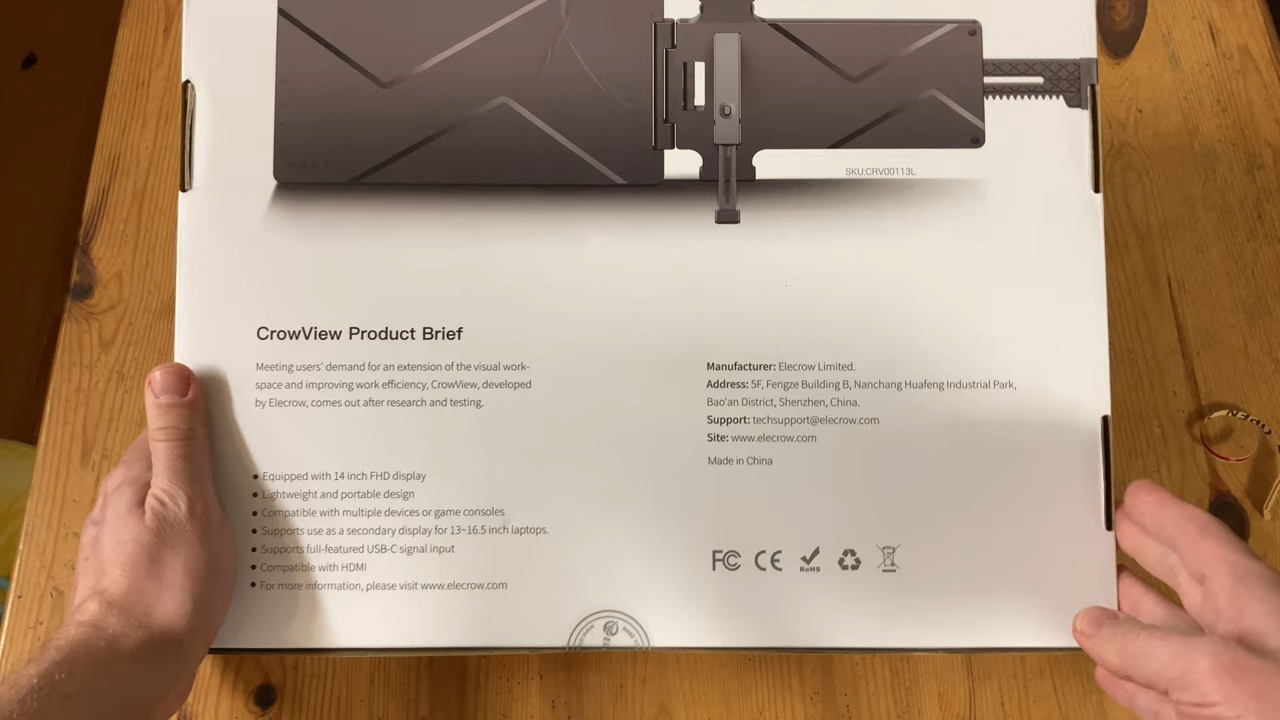 SKU:CRV00113L
CrowView Product Brief
Meeting users' demand for an extension of the visual work-
space and improving work efficiency, CrowView, developed
by Elecrow, comes out after research and testing.
• Equipped with 14 inch FHD display
• Lightweight and portable design
• Compatible with multiple devices or game consoles
• Supports use as a secondary display for 13~16.5 inch laptops.
• Supports full-featured USB-C signal input
• Compatible with HDMI
• For more information, please visit www.elecrow.com
Manufacturer: Elecrow Limited.
Address: 5F, Fengze Building B, Nanchang Huafeng Industrial Park,
Bao'an District, Shenzhen, China.
Support: techsupport@elecrow.com
Site: www.elecrow.com
Made in China
FC CE RoHS